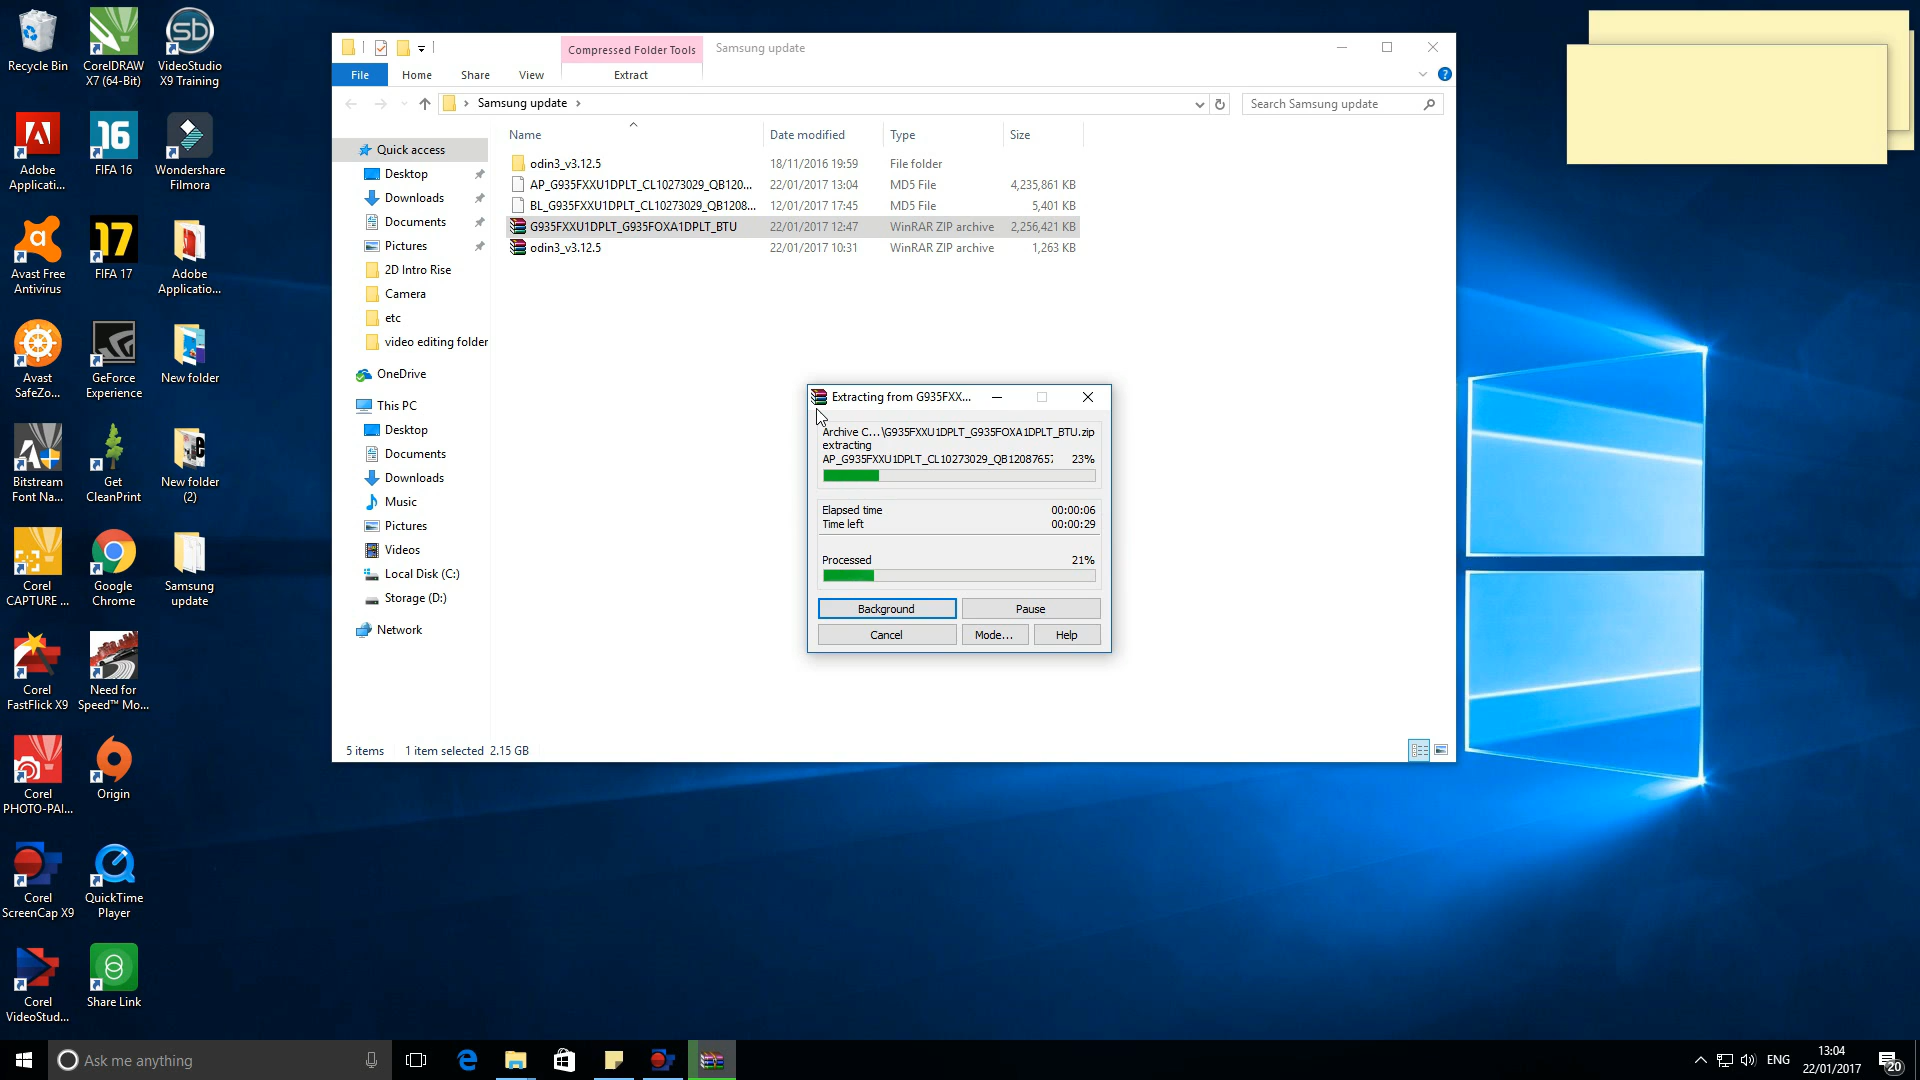 Recycle Bin
CorelDRAW X7 (64-Bit)
VideoStudio X9 Training
Adobe Applicati...
FIFA 16
Wondershare Filmora
Avast Free Antivirus
FIFA 17
Adobe Applicatio...
Avast SafeZo...
GeForce Experience
New folder
Bitstream Font Na...
Get CleanPrint
New folder (2)
Corel CAPTURE ...
Google Chrome
Samsung update
Corel FastFlick X9
Need for Speed™ Mo...
Corel PHOTO-PAI...
Origin
Corel ScreenCap X9
QuickTime Player
Corel VideoStud...
Share Link
Compressed Folder Tools
Samsung update
File
Home
Share
View
Extract
Samsung update
Search Samsung update
Name
Date modified
Type
Size
Quick access
Desktop
Downloads
Documents
Pictures
2D Intro Rise
Camera
etc
video editing folder
OneDrive
This PC
Desktop
Documents
Downloads
Music
Pictures
Videos
Local Disk (C:)
Storage (D:)
Network
odin3_v3.12.5 18/11/2016 19:59 File folder
AP_G935FXXU1DPLT_CL10273029_QB120... 22/01/2017 13:04 MD5 File 4,235,861 KB
BL_G935FXXU1DPLT_CL10273029_QB1208... 12/01/2017 17:45 MD5 File 5,401 KB
G935FXXU1DPLT_G935FOXA1DPLT_BTU 22/01/2017 12:47 WinRAR ZIP archive 2,256,421 KB
odin3_v3.12.5 22/01/2017 10:31 WinRAR ZIP archive 1,263 KB
5 items 1 item selected 2.15 GB
Extracting from G935FXX...
Archive C...\G935FXXU1DPLT_G935FOXA1DPLT_BTU.zip
extracting
AP_G935FXXU1DPLT_CL10273029_QB12087657 23%
Elapsed time 00:00:06
Time left 00:00:29
Processed 21%
Background
Pause
Cancel
Mode...
Help
Ask me anything
ENG
13:04
22/01/2017
20